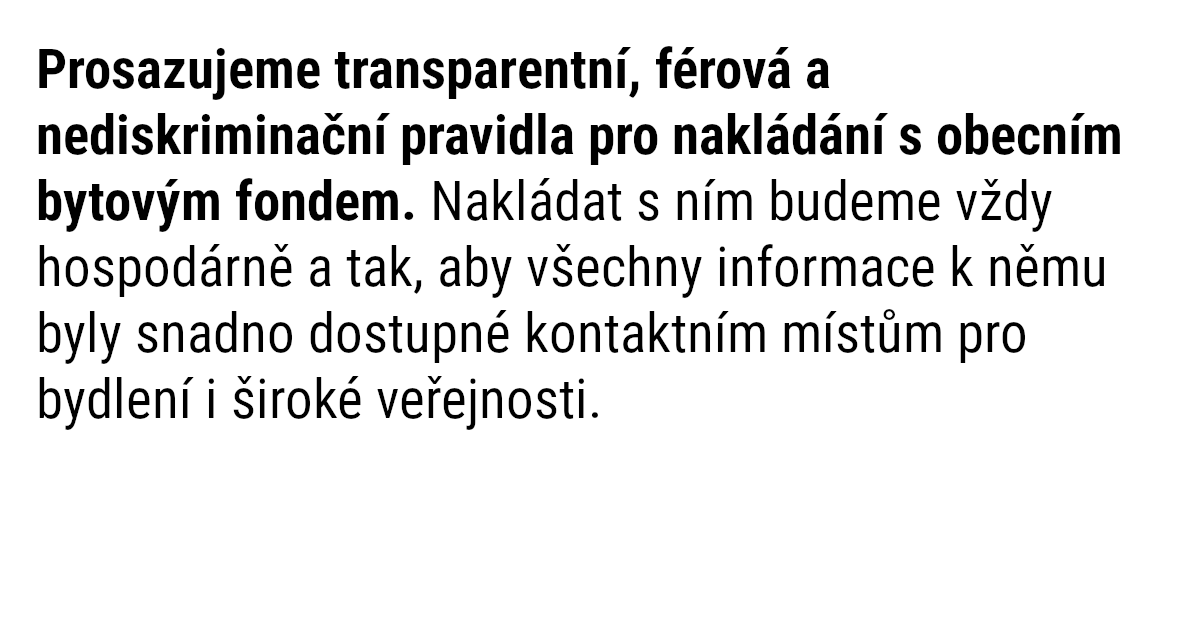 Prosazujeme transparentní, férová a
nediskriminační pravidla pro nakládání s obecním
bytovým fondem. Nakládat s ním budeme vždy
hospodárně a tak, aby všechny informace k němu
byly snadno dostupné kontaktním místům pro
bydlení i široké veřejnosti.